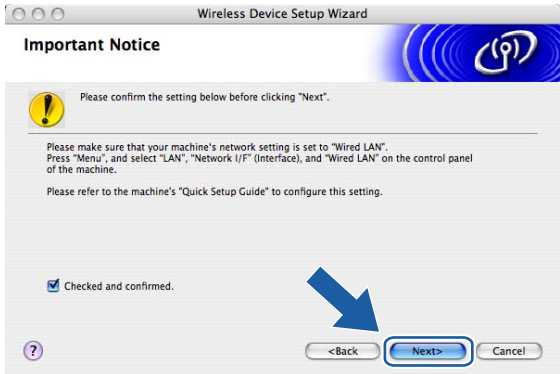 Wireless Device Setup Wizard
Important Notice
Please confirm the setting below before clicking "Next".
Please make sure that your machine's network setting is set to "Wired LAN".
Press "Menu", and select "LAN", "Network I/F" (Interface), and "Wired LAN" on the control panel
of the machine.
Please refer to the machine's "Quick Setup Guide" to configure this setting.
Checked and confirmed.
? <Back Next> Cancel